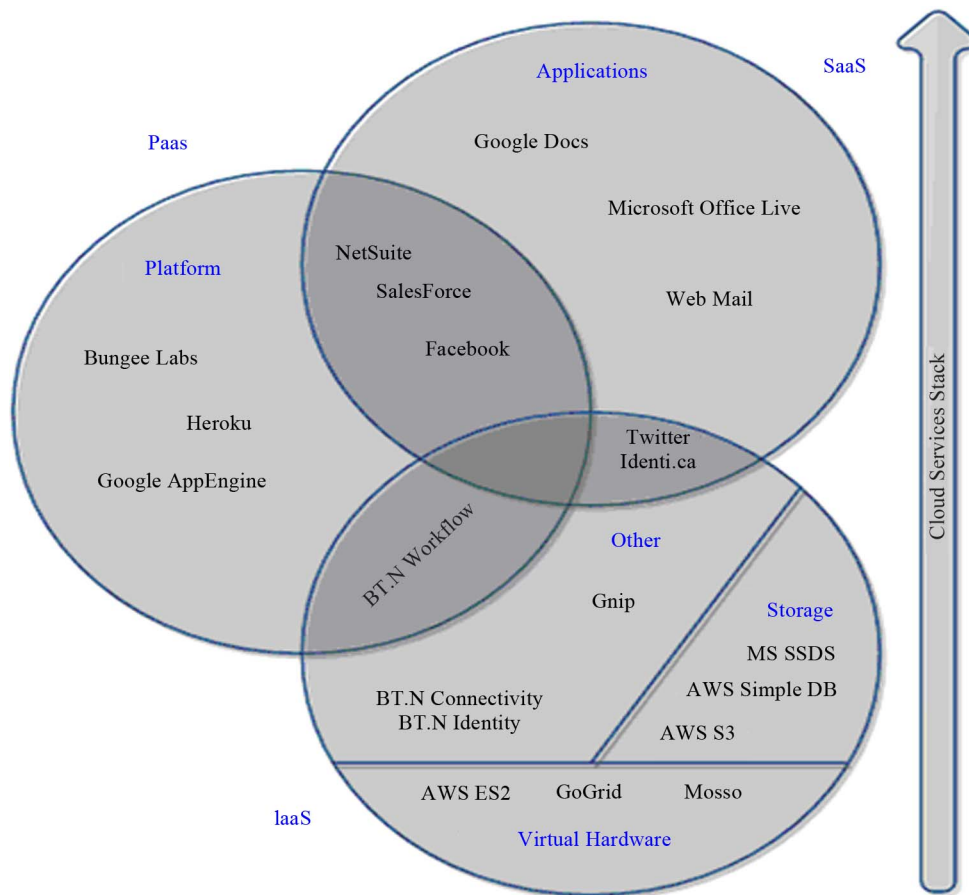 Applications
SaaS
Google Docs
Paas
Microsoft Office Live
NetSuite
Platform
SalesForce
Web Mail
Facebook
Bungee Labs
Heroku
Twitter
Identi.ca
Google AppEngine
Cloud Services Stack
BT.N Workflow
Other
Gnip
Storage
MS SSDS
AWS Simple DB
BT.N Connectivity
BT.N Identity
AWS S3
AWS ES2 GoGrid Mosso
laaS
Virtual Hardware